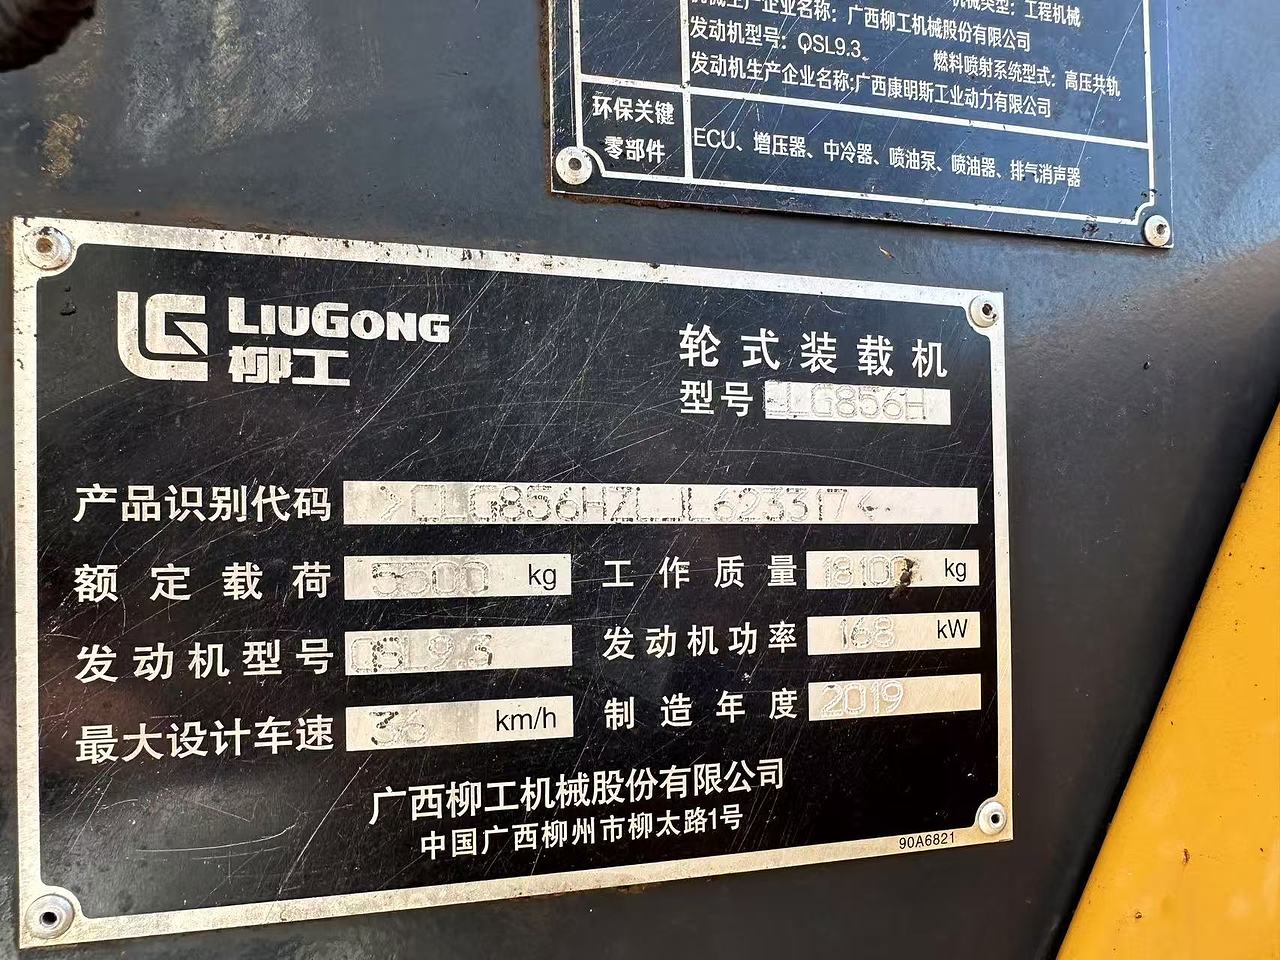 机械生产企业名称：广西柳工机械股份有限公司
机械类型：工程机械
发动机型号：QSL9.3
燃料喷射系统型式：高压共轨
发动机生产企业名称:广西康明斯工业动力有限公司
环保关键
零部件
ECU、增压器、中冷器、喷油泵、喷油器、排气消声器
LIUGONG
柳工
轮式装载机
型号 CLG856H
产品识别代码 >CLG856HZLJL623317<
额定载荷 5500 kg
工作质量 18100 kg
发动机型号 QSL9.3
发动机功率 168 kW
最大设计车速 36 km/h
制造年度 2019
广西柳工机械股份有限公司
中国广西柳州市柳太路1号
90A6821